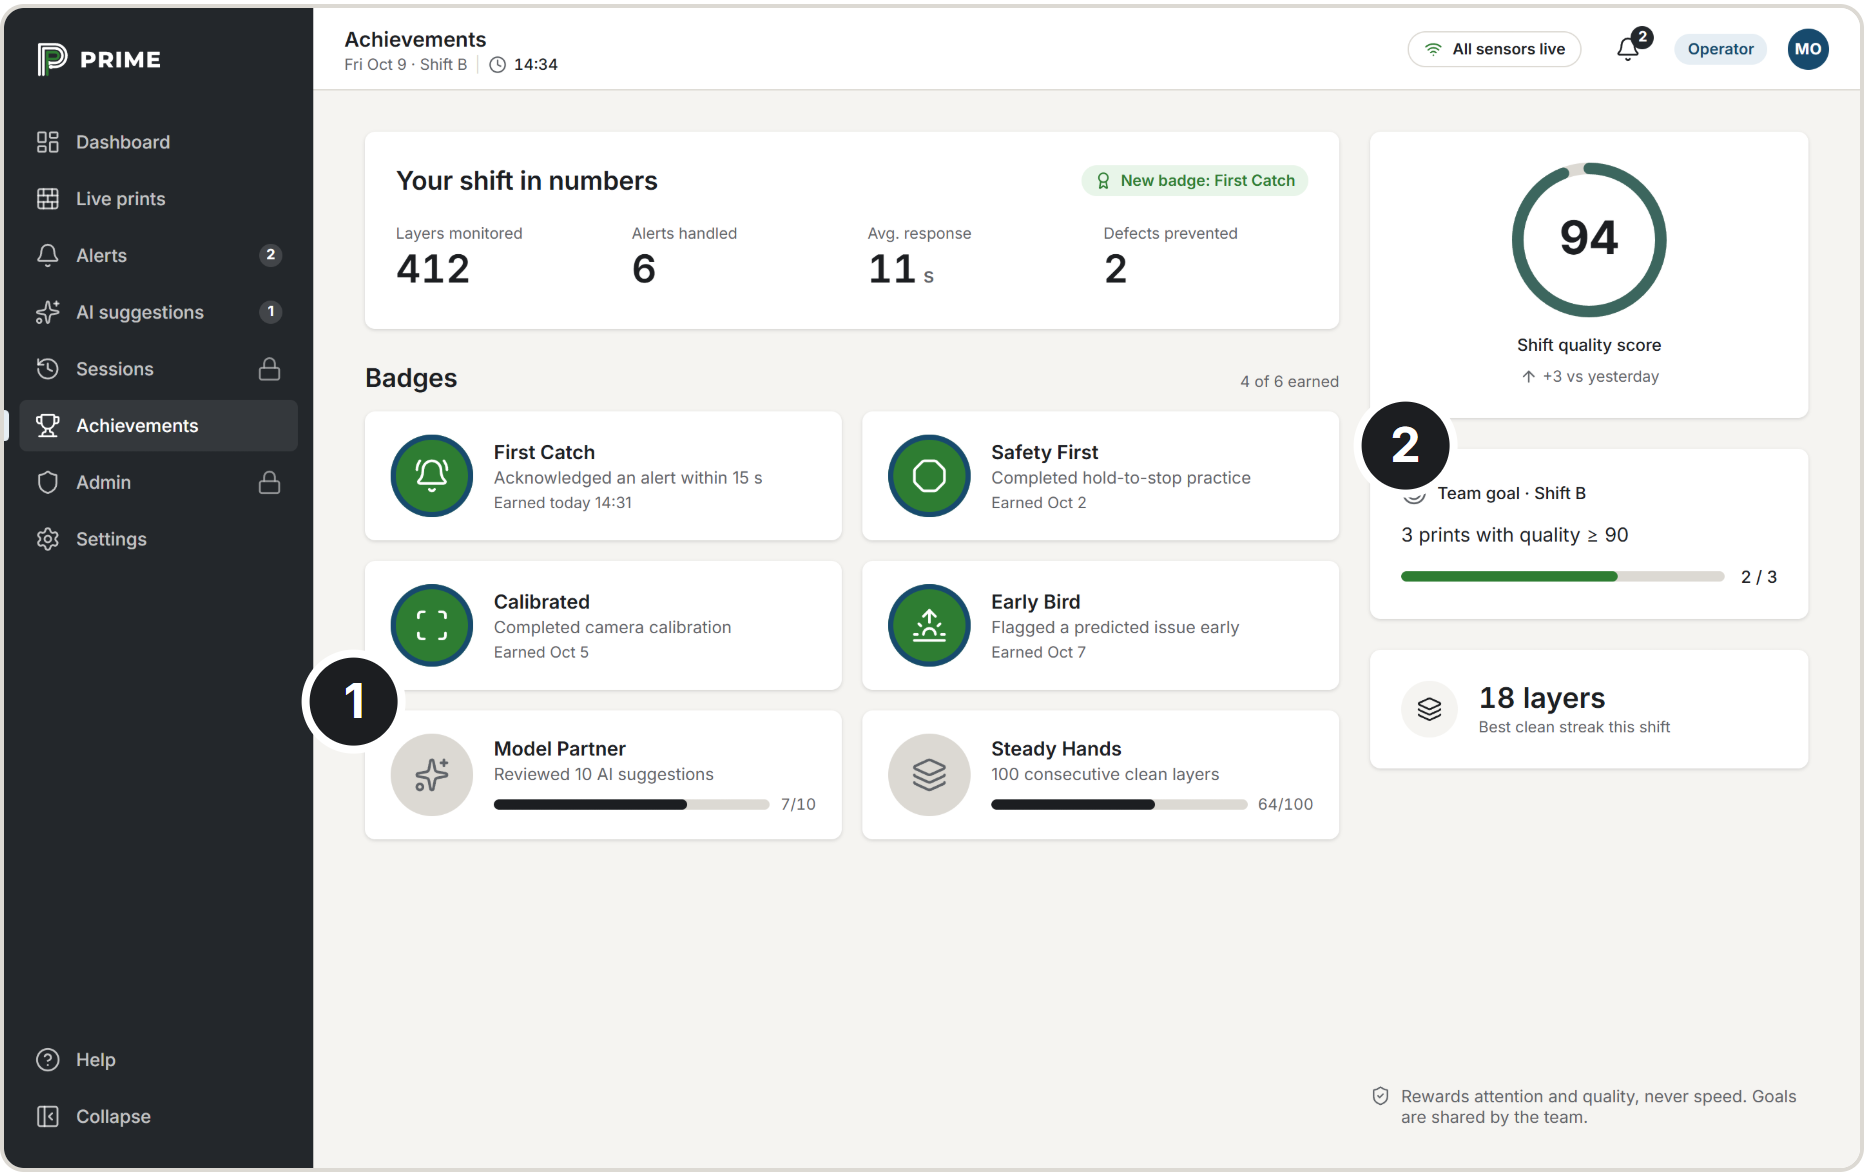 PRIME
Dashboard
Live prints
Alerts 2
AI suggestions 1
Sessions
Achievements
Admin
Settings
Help
Collapse
Achievements
Fri Oct 9 · Shift B 14:34
All sensors live
2
Operator
MO
Your shift in numbers
New badge: First Catch
Layers monitored
412
Alerts handled
6
Avg. response
11 s
Defects prevented
2
Badges
4 of 6 earned
First Catch
Acknowledged an alert within 15 s
Earned today 14:31
Safety First
Completed hold-to-stop practice
Earned Oct 2
Calibrated
Completed camera calibration
Earned Oct 5
Early Bird
Flagged a predicted issue early
Earned Oct 7
1
Model Partner
Reviewed 10 AI suggestions
7/10
Steady Hands
100 consecutive clean layers
64/100
94
Shift quality score
+3 vs yesterday
2
Team goal · Shift B
3 prints with quality ≥ 90
2 / 3
18 layers
Best clean streak this shift
Rewards attention and quality, never speed. Goals
are shared by the team.